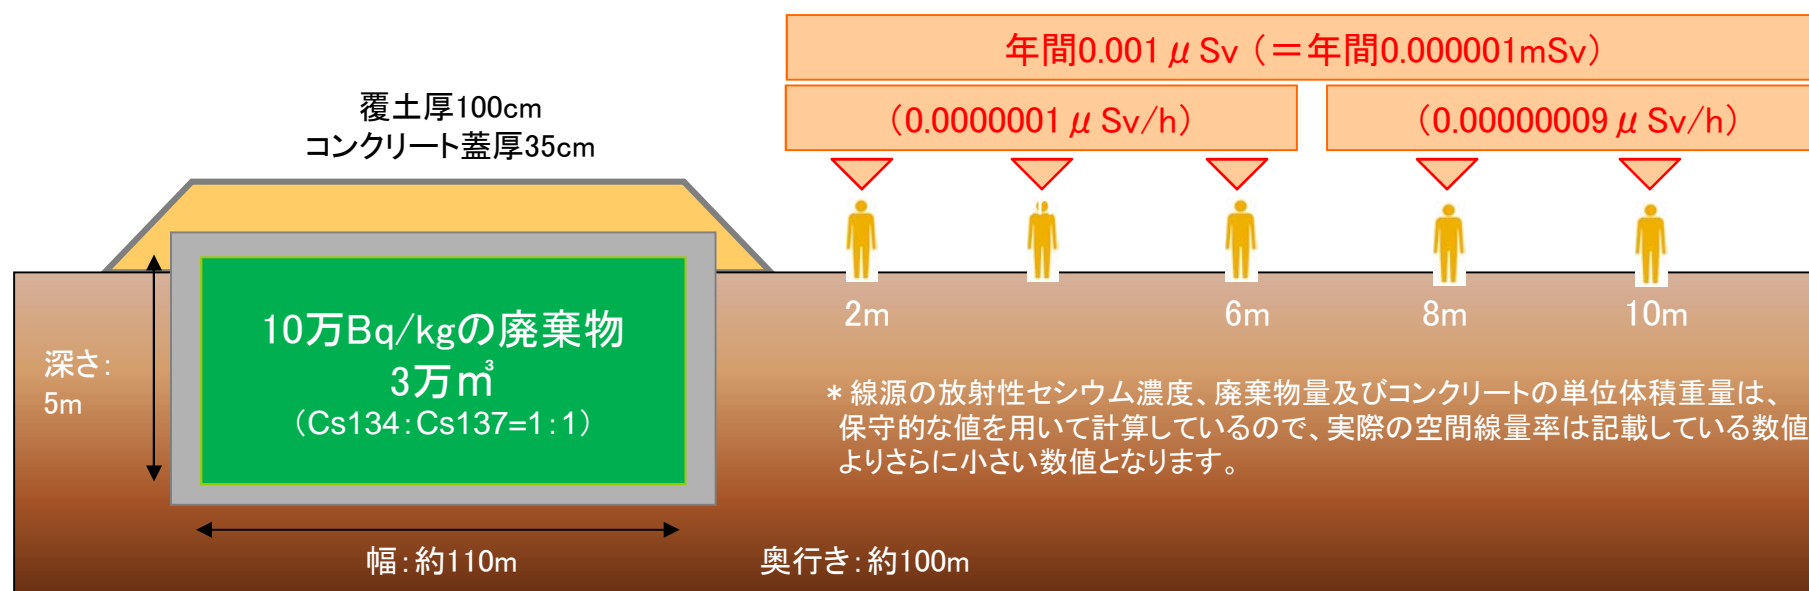 年間0.001μSv（＝年間0.000001mSv）
（0.0000001μSv/h）
（0.00000009μSv/h）
覆土厚100cm
コンクリート蓋厚35cm
2m
6m
8m
10m
10万Bq/kgの廃棄物
3万㎥
（Cs134：Cs137=1：1）
深さ：
5m
＊線源の放射性セシウム濃度、廃棄物量及びコンクリートの単位体積重量は、
保守的な値を用いて計算しているので、実際の空間線量率は記載している数値
よりさらに小さい数値となります。
幅：約110m
奥行き：約100m